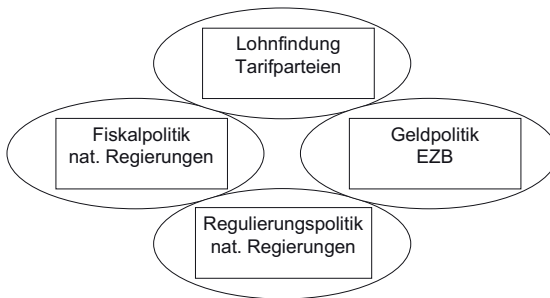 Lohnfindung
Tarifparteien
Fiskalpolitik
nat. Regierungen
Geldpolitik
EZB
Regulierungspolitik
nat. Regierungen